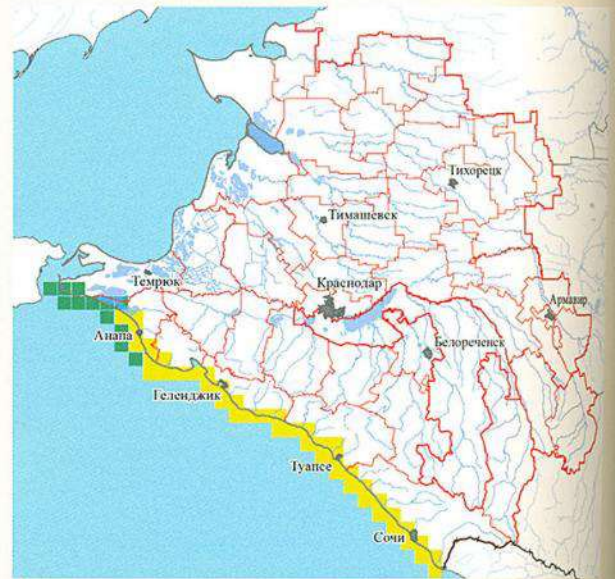 Тихорецк
Тимашевск
Темрюк
Краснодар
Армавир
Анапа
Белореченск
Геленджик
Туапсе
Сочи